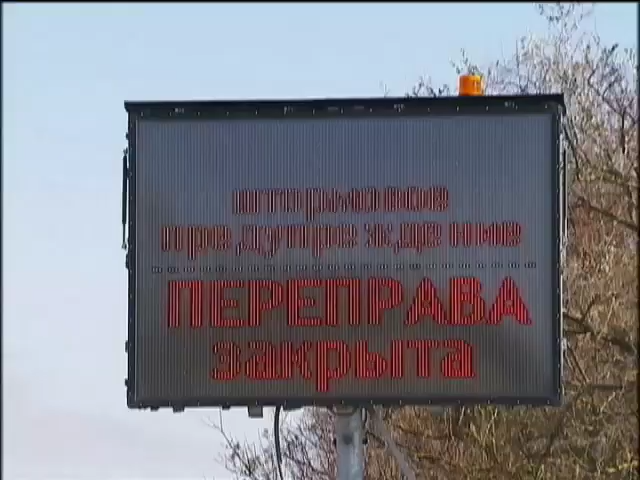 штормовое
предупреждение
ПЕРЕПРАВА
закрыта